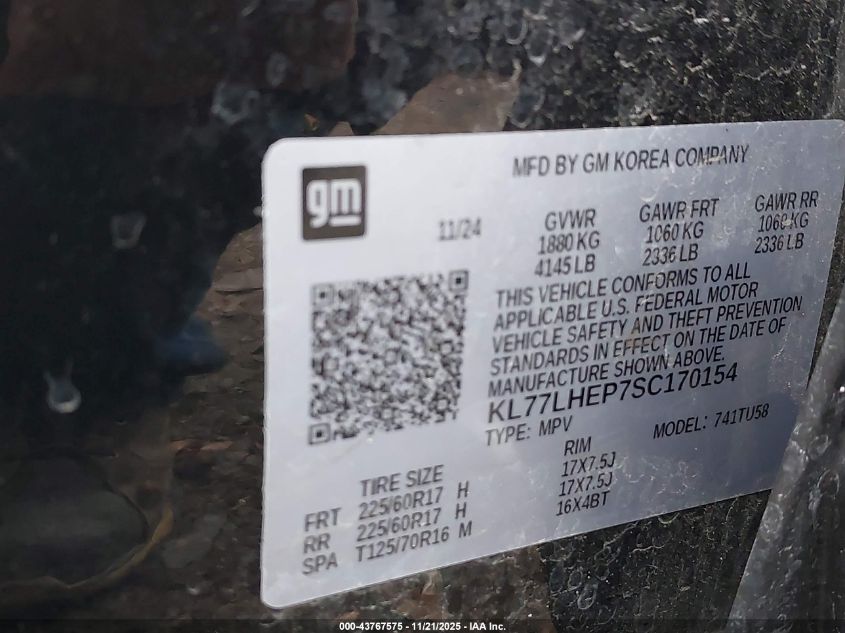 gm
MFD BY GM KOREA COMPANY
11/24
GVWR GAWR FRT GAWR RR
1880 KG 1060 KG 1060 KG
4145 LB 2336 LB 2336 LB
THIS VEHICLE CONFORMS TO ALL
APPLICABLE U.S. FEDERAL MOTOR
VEHICLE SAFETY AND THEFT PREVENTION
STANDARDS IN EFFECT ON THE DATE OF
MANUFACTURE SHOWN ABOVE.
KL77LHEP7SC170154
TYPE: MPV MODEL: 741TU58
TIRE SIZE RIM
FRT 225/60R17 H 17X7.5J
RR 225/60R17 H 17X7.5J
SPA T125/70R16 M 16X4BT
000-43767575 - 11/21/2025 - IAA Inc.